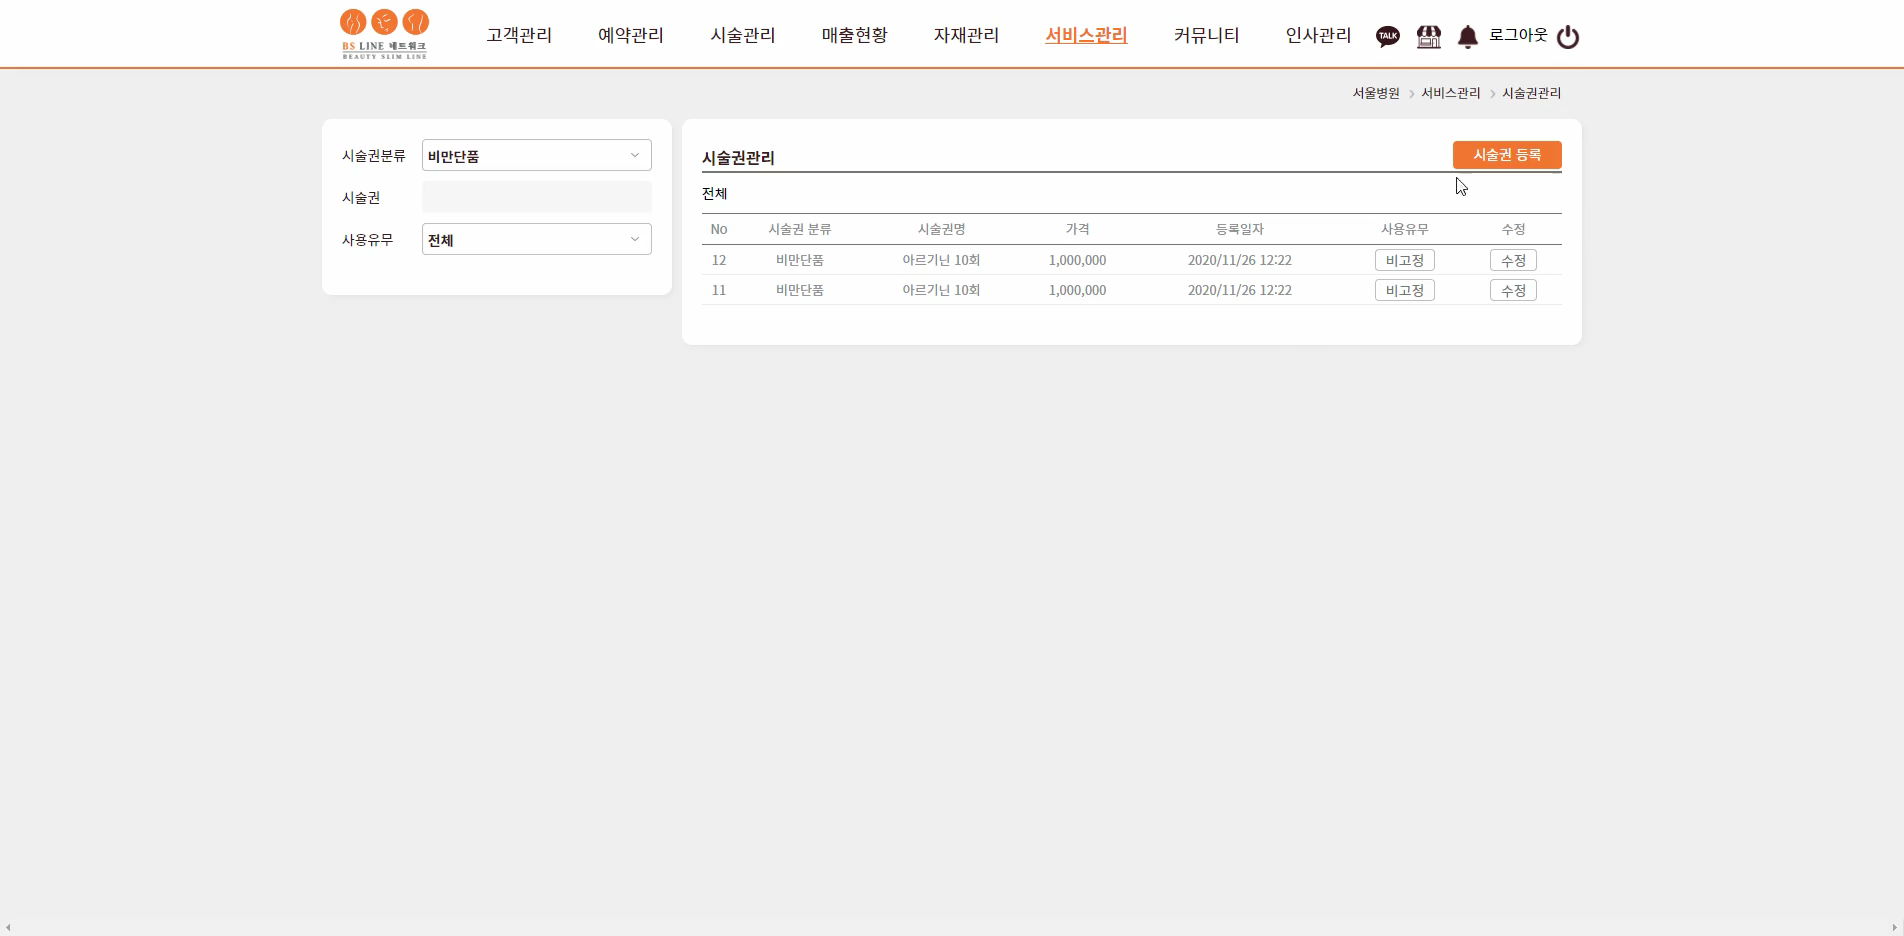 BS LINE 네트워크
BEAUTY SLIM LINE
고객관리 예약관리 시술관리 매출현황 자재관리 서비스관리 커뮤니티 인사관리 TALK 로그아웃
서울병원 > 서비스관리 > 시술권관리
시술권분류 비만단품
시술권
사용유무 전체
시술권관리 시술권 등록
전체
No 시술권 분류 시술권명 가격 등록일자 사용유무 수정
12 비만단품 아르기닌 10회 1,000,000 2020/11/26 12:22 비고정 수정
11 비만단품 아르기닌 10회 1,000,000 2020/11/26 12:22 비고정 수정